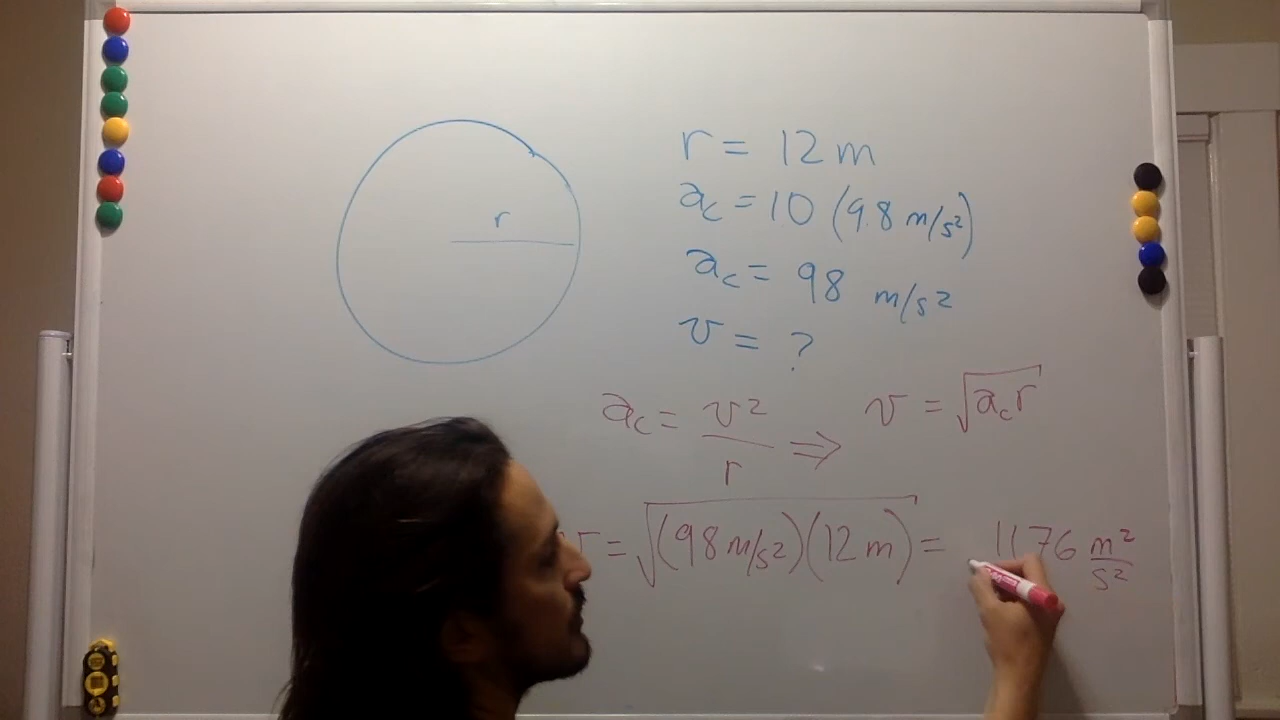 r
r = 12 m
a_c = 10 (9.8 m/s²)
a_c = 98 m/s²
v = ?
a_c = v²/r ⇒ v = √(a_c r)
v = √((98 m/s²)(12 m)) = 1176 m²/s²